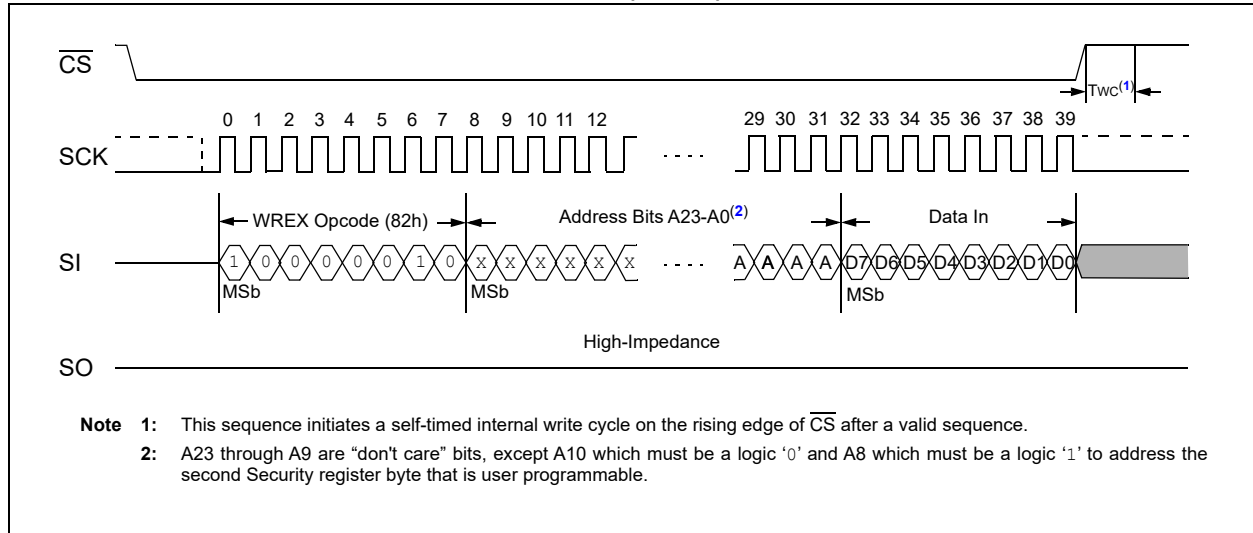 CS
TWC(1)
0 1 2 3 4 5 6 7 8 9 10 11 12 29 30 31 32 33 34 35 36 37 38 39
SCK
WREX Opcode (82h) Address Bits A23-A0(2) Data In
SI 1 0 0 0 0 0 1 0 X X X X X X A A A A D7 D6 D5 D4 D3 D2 D1 D0
MSb MSb MSb
High-Impedance
SO
Note 1: This sequence initiates a self-timed internal write cycle on the rising edge of CS after a valid sequence.
2: A23 through A9 are “don't care” bits, except A10 which must be a logic ‘0’ and A8 which must be a logic ‘1’ to address the
second Security register byte that is user programmable.